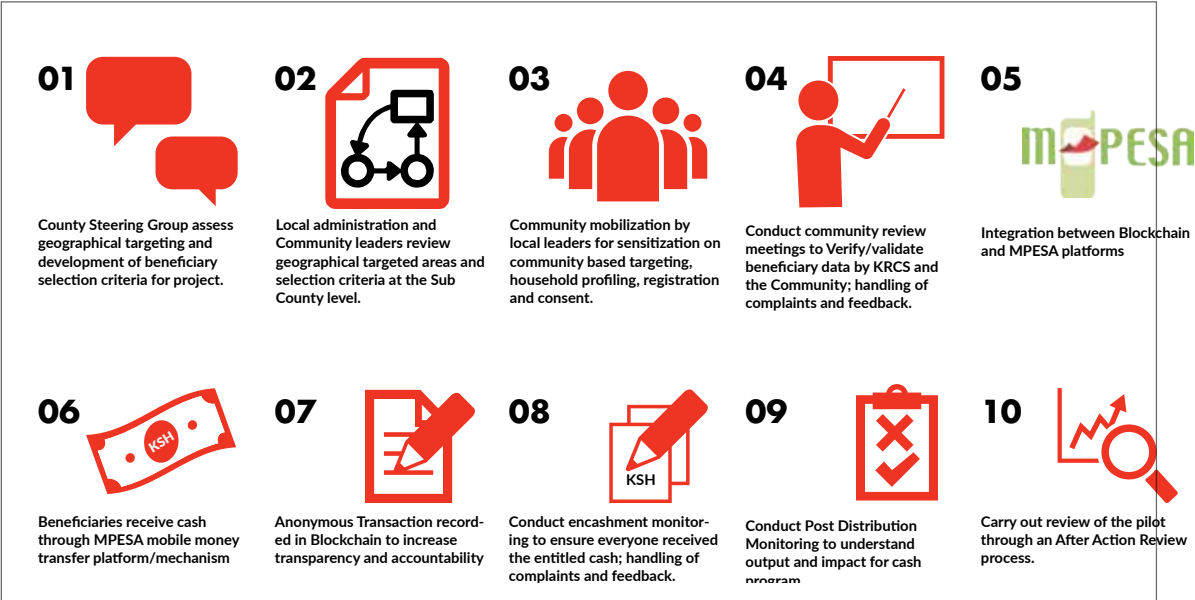 01
County Steering Group assess
geographical targeting and
development of beneficiary
selection criteria for project.
02
Local administration and
Community leaders review
geographical targeted areas and
selection criteria at the Sub
County level.
03
Community mobilization by
local leaders for sensitization on
community based targeting,
household profiling, registration
and consent.
04
Conduct community review
meetings to Verify/validate
beneficiary data by KRCS and
the Community; handling of
complaints and feedback.
05
m-PESA
Integration between Blockchain
and MPESA platforms
06
KSH
Beneficiaries receive cash
through MPESA mobile money
transfer platform/mechanism
07
Anonymous Transaction record-
ed in Blockchain to increase
transparency and accountability
08
KSH
Conduct encashment monitor-
ing to ensure everyone received
the entitled cash; handling of
complaints and feedback.
09
Conduct Post Distribution
Monitoring to understand
output and impact for cash
program
10
Carry out review of the pilot
through an After Action Review
process.